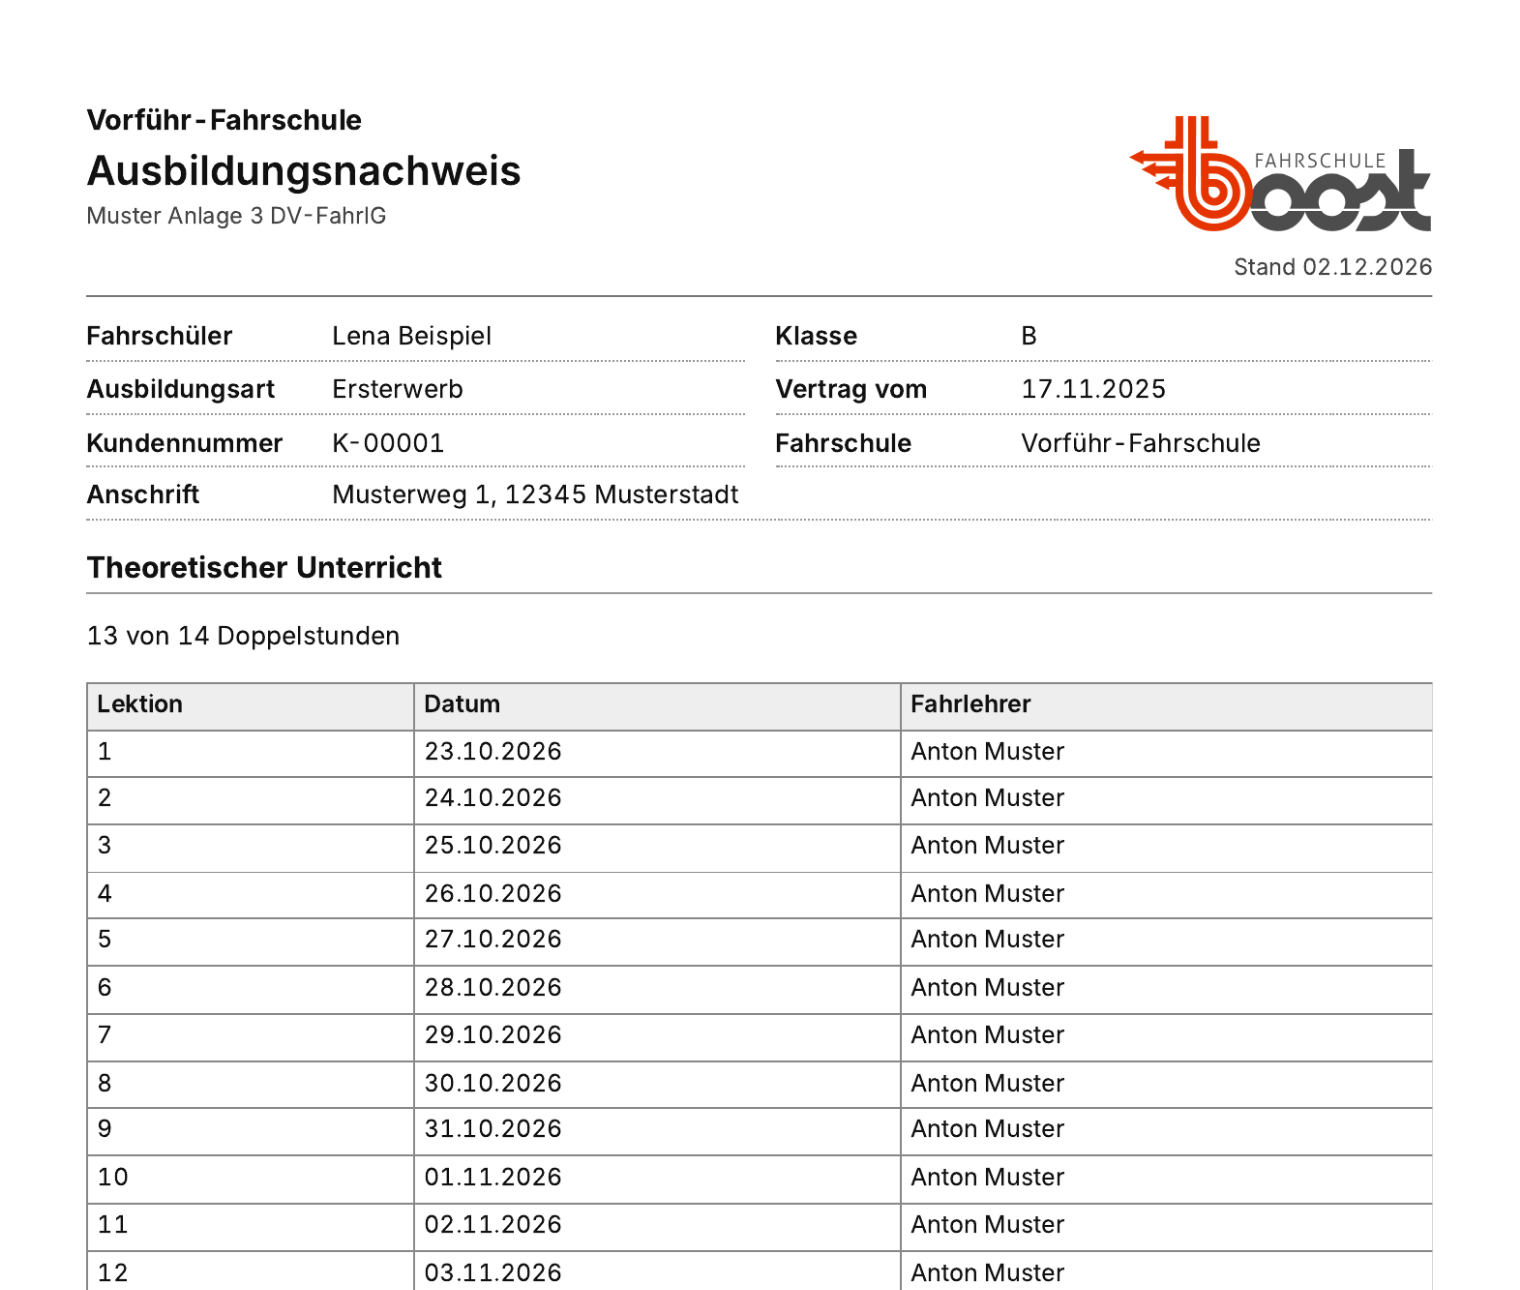 Vorführ-Fahrschule
Ausbildungsnachweis
Muster Anlage 3 DV-FahrlG
FAHRSCHULE
boost
Stand 02.12.2026
Fahrschüler Lena Beispiel Klasse B
Ausbildungsart Ersterwerb Vertrag vom 17.11.2025
Kundennummer K-00001 Fahrschule Vorführ-Fahrschule
Anschrift Musterweg 1, 12345 Musterstadt
Theoretischer Unterricht
13 von 14 Doppelstunden
Lektion Datum Fahrlehrer
1 23.10.2026 Anton Muster
2 24.10.2026 Anton Muster
3 25.10.2026 Anton Muster
4 26.10.2026 Anton Muster
5 27.10.2026 Anton Muster
6 28.10.2026 Anton Muster
7 29.10.2026 Anton Muster
8 30.10.2026 Anton Muster
9 31.10.2026 Anton Muster
10 01.11.2026 Anton Muster
11 02.11.2026 Anton Muster
12 03.11.2026 Anton Muster